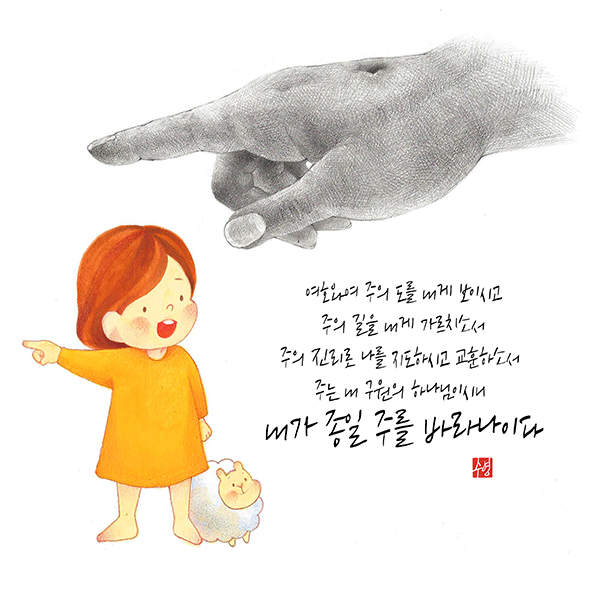 여호와여 주의 도를 내게 보이시고
주의 길을 내게 가르치소서
주의 진리로 나를 지도하시고 교훈하소서
주는 내 구원의 하나님이시니
내가 종일 주를 바라나이다
수영